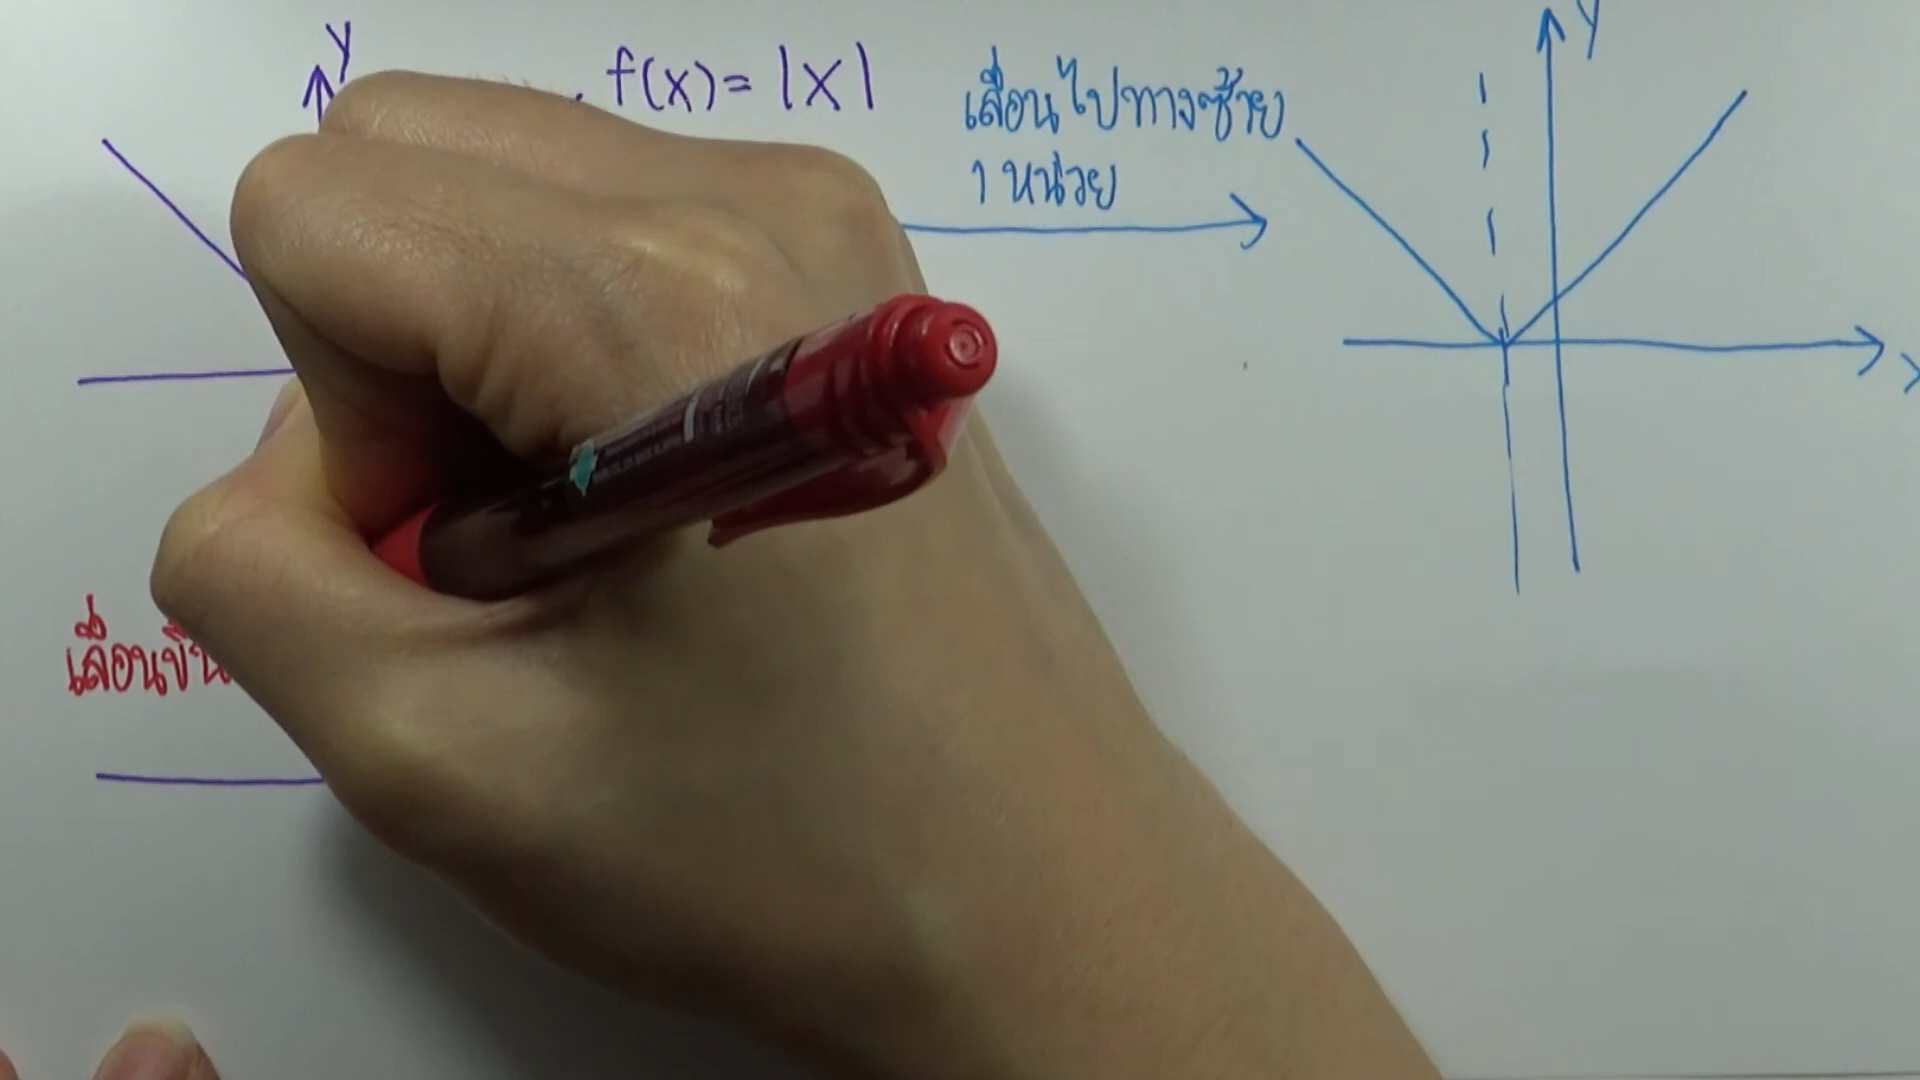 y
f(x) = |x|
เลื่อนไปทางซ้าย
1 หน่วย
y
x
เลื่อนขึ้น